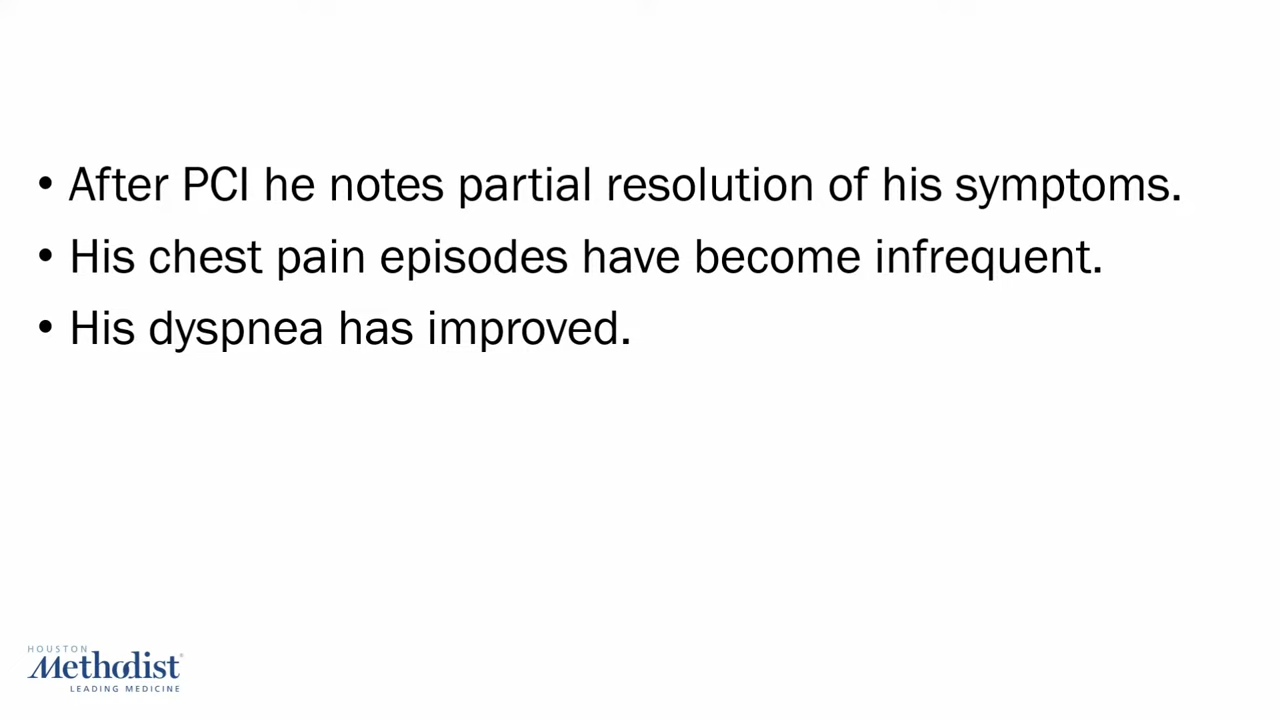 • After PCI he notes partial resolution of his symptoms.
• His chest pain episodes have become infrequent.
• His dyspnea has improved.
HOUSTON
Methodist®
LEADING MEDICINE